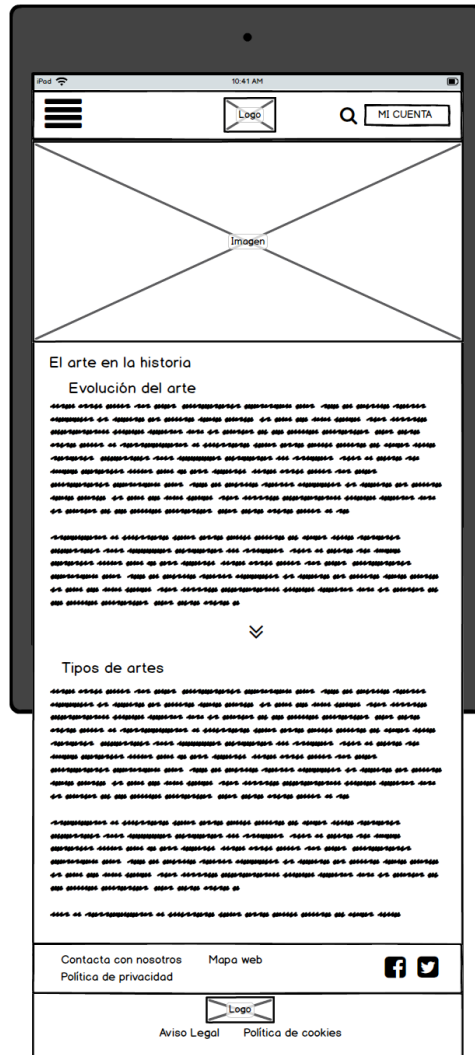 iPad
10:41 AM
Logo
MI CUENTA
Imagen
El arte en la historia
Evolución del arte
Tipos de artes
Contacta con nosotros Mapa web
Política de privacidad
Logo
Aviso Legal Política de cookies